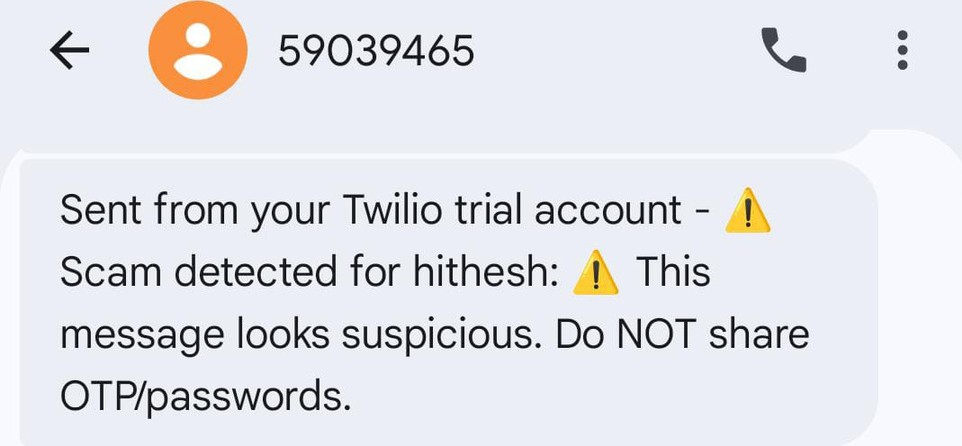 59039465
Sent from your Twilio trial account - ⚠️
Scam detected for hithesh: ⚠️ This
message looks suspicious. Do NOT share
OTP/passwords.